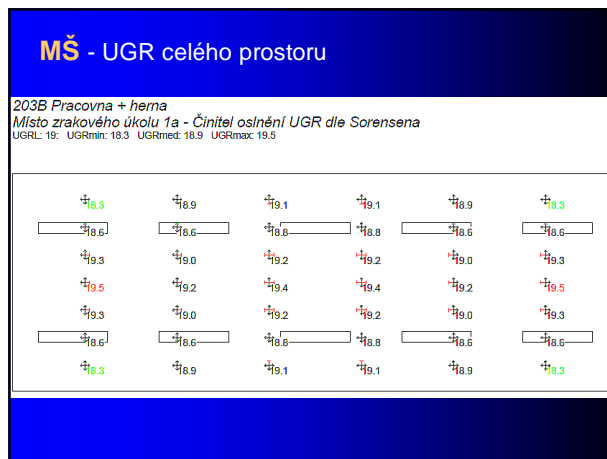 MŠ - UGR celého prostoru
203B Pracovna + herna
Místo zrakového úkolu 1a - Činitel oslnění UGR dle Sorensena
UGRL: 19: UGRmin: 18.3 UGRmed: 18.9 UGRmax: 19.5
18.3 18.9 19.1 19.1 18.9 18.3
18.6 18.6 18.8 18.8 18.6 18.6
19.3 19.0 19.2 19.2 19.0 19.3
19.5 19.2 19.4 19.4 19.2 19.5
19.3 19.0 19.2 19.2 19.0 19.3
18.6 18.6 18.8 18.8 18.6 18.6
18.3 18.9 19.1 19.1 18.9 18.3